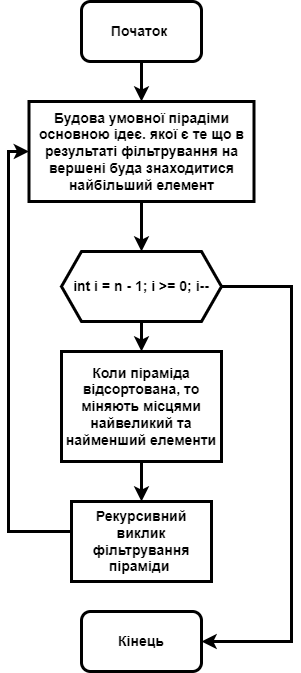 Початок
Будова умовної пірадіми
основною ідеє. якої є те що в
результаті фільтрування на
вершені буда знаходитися
найбільший елемент
int i = n - 1; i >= 0; i--
Коли піраміда
відсортована, то
міняють місцями
найвеликий та
найменший елементи
Рекурсивний
виклик
фільтрування
піраміди
Кінець